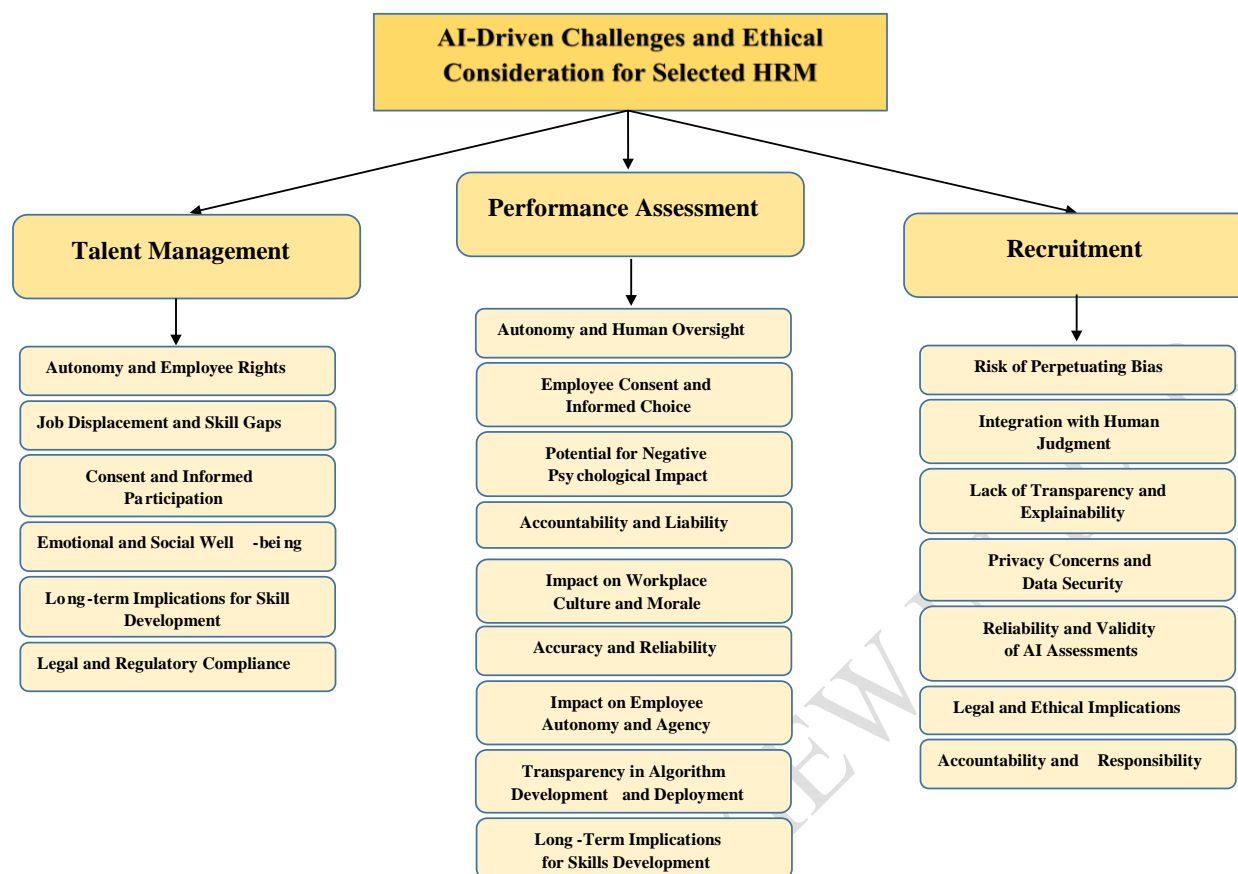 AI-Driven Challenges and Ethical
Consideration for Selected HRM
Talent Management
Autonomy and Employee Rights
Job Displacement and Skill Gaps
Consent and Informed
Participation
Emotional and Social Well -being
Long-term Implications for Skill
Development
Legal and Regulatory Compliance
Performance Assessment
Autonomy and Human Oversight
Employee Consent and
Informed Choice
Potential for Negative
Psychological Impact
Accountability and Liability
Impact on Workplace
Culture and Morale
Accuracy and Reliability
Impact on Employee
Autonomy and Agency
Transparency in Algorithm
Development and Deployment
Long -Term Implications
for Skills Development
Recruitment
Risk of Perpetuating Bias
Integration with Human
Judgment
Lack of Transparency and
Explainability
Privacy Concerns and
Data Security
Reliability and Validity
of AI Assessments
Legal and Ethical Implications
Accountability and Responsibility